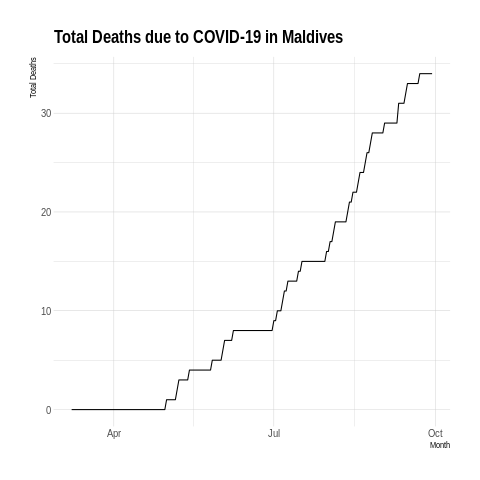 Total Deaths due to COVID-19 in Maldives
Total Deaths
30
20
10
0
Apr
Jul
Oct
Month